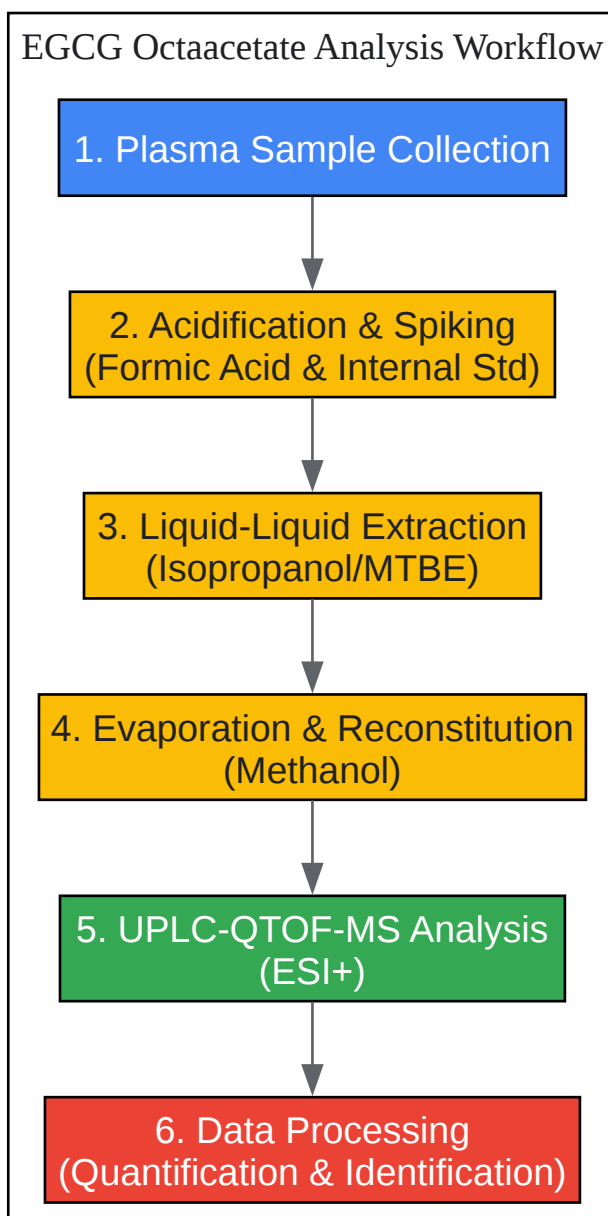 EGCG Octaacetate Analysis Workflow
1. Plasma Sample Collection
2. Acidification & Spiking
(Formic Acid & Internal Std)
3. Liquid-Liquid Extraction
(Isopropanol/MTBE)
4. Evaporation & Reconstitution
(Methanol)
5. UPLC-QTOF-MS Analysis
(ESI+)
6. Data Processing
(Quantification & Identification)